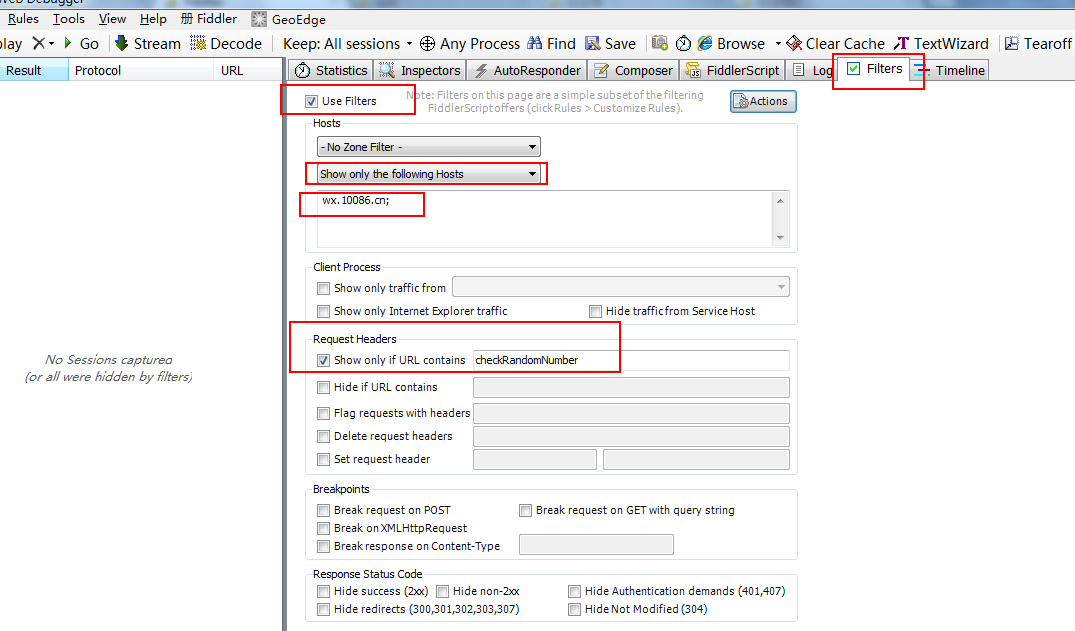 Web Debugger
Rules Tools View Help Fiddler GeoEdge
Go Stream Decode Keep: All sessions Any Process Find Save Browse Clear Cache TextWizard Tearoff
Result Protocol URL
Statistics Inspectors AutoResponder Composer FiddlerScript Log Filters Timeline
Use Filters
Note: Filters on this page are a simple subset of the filtering
FiddlerScript offers (click Rules > Customize Rules).
Actions
Hosts
- No Zone Filter -
Show only the following Hosts
wx.10086.cn;
Client Process
Show only traffic from
Show only Internet Explorer traffic Hide traffic from Service Host
Request Headers
Show only if URL contains checkRandomNumber
Hide if URL contains
Flag requests with headers
Delete request headers
Set request header
Breakpoints
Break request on POST Break request on GET with query string
Break on XMLHttpRequest
Break response on Content-Type
Response Status Code
Hide success (2xx) Hide non-2xx Hide Authentication demands (401,407)
Hide redirects (300,301,302,303,307) Hide Not Modified (304)
No Sessions captured
(or all were hidden by filters)